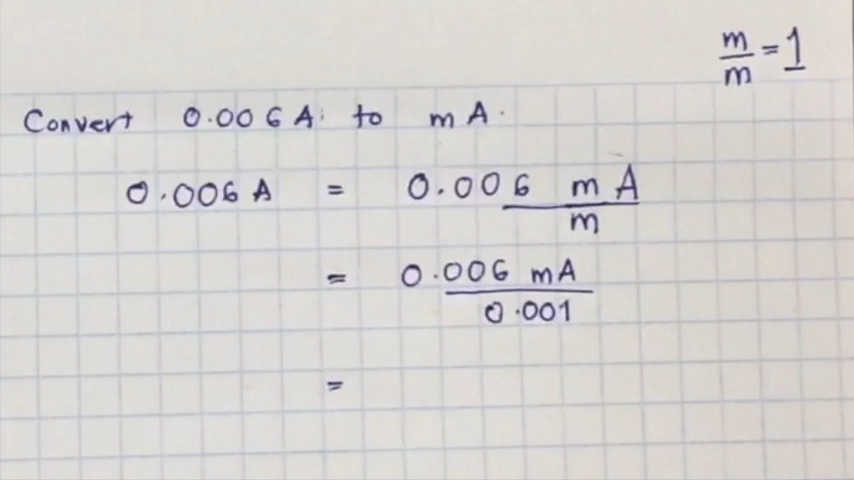 m/m = 1
Convert 0.006 A to mA.
0.006 A = 0.006 mA / m
= 0.006 mA / 0.001
=